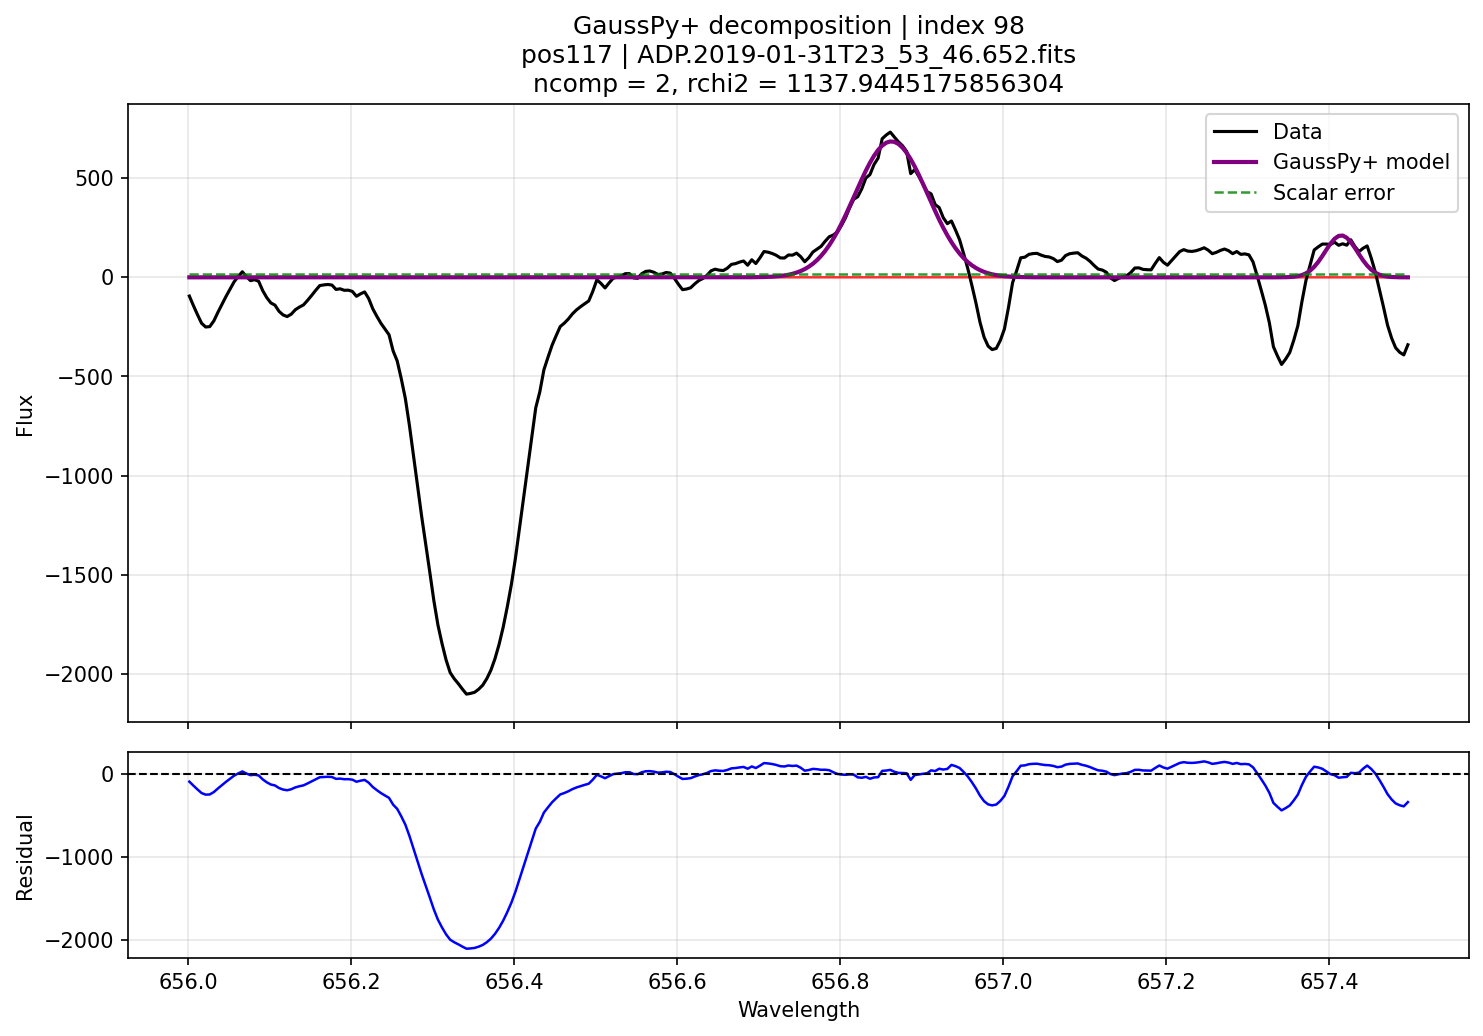 GaussPy+ decomposition | index 98
pos117 | ADP.2019-01-31T23_53_46.652.fits
ncomp = 2, rchi2 = 1137.9445175856304
Data
GaussPy+ model
Scalar error
500
0
−500
−1000
−1500
−2000
Flux
0
−1000
−2000
Residual
656.0 656.2 656.4 656.6 656.8 657.0 657.2 657.4
Wavelength